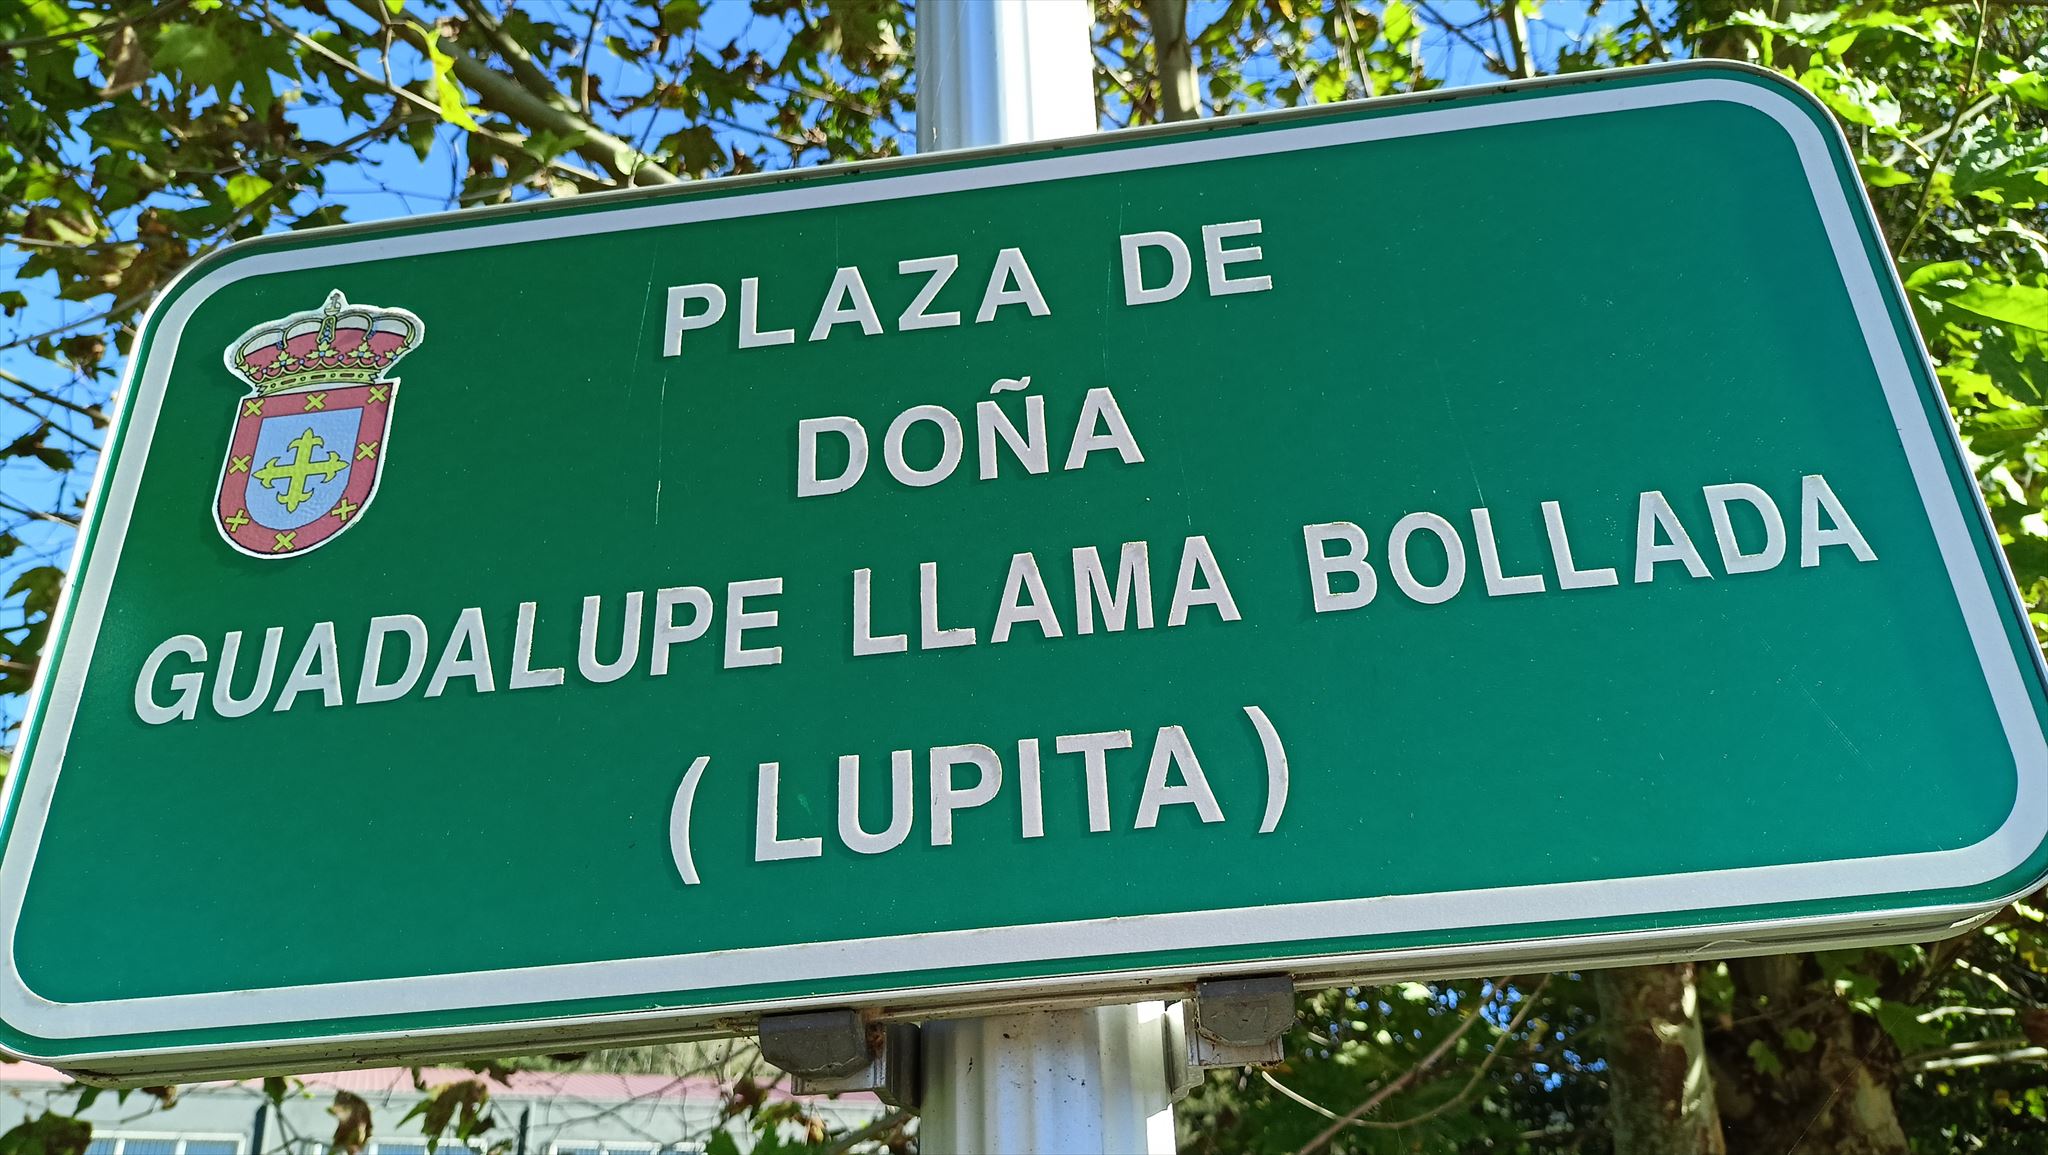 PLAZA DE
DOÑA
GUADALUPE LLAMA BOLLADA
( LUPITA )